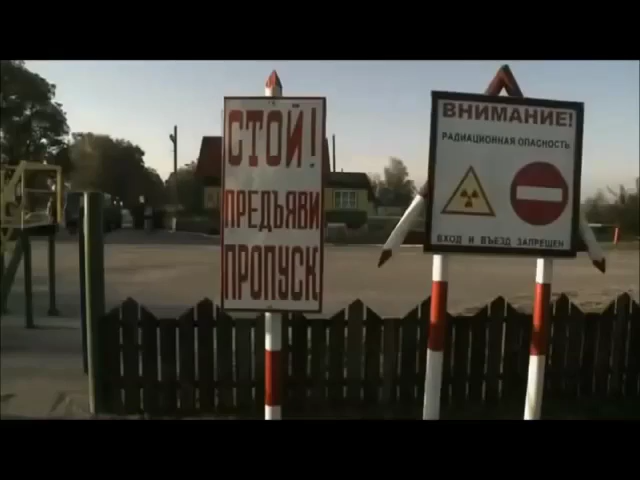 СТОЙ!
ПРЕДЪЯВИ
ПРОПУСК
ВНИМАНИЕ!
РАДИАЦИОННАЯ ОПАСНОСТЬ
ВХОД И ВЪЕЗД ЗАПРЕЩЕН